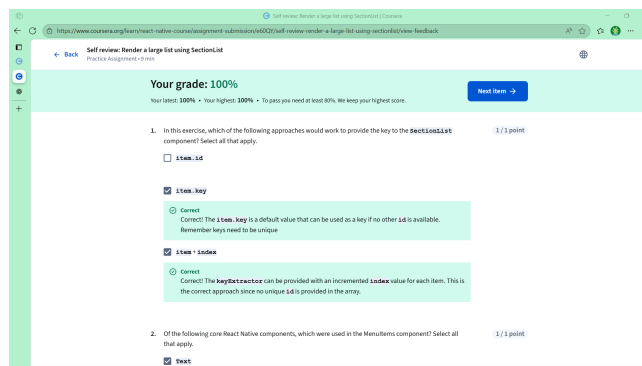 Self review: Render a large list using SectionList | Coursera
https://www.coursera.org/learn/react-native-course/assignment-submission/e60QY/self-review-render-a-large-list-using-sectionlist/view-feedback
← Back
Self review: Render a large list using SectionList
Practice Assignment • 9 min
Your grade: 100%
Your latest: 100% • Your highest: 100% • To pass you need at least 80%. We keep your highest score.
Next item →
1. In this exercise, which of the following approaches would work to provide the key to the SectionList
component? Select all that apply.
1 / 1 point
item.id
item.key
Correct
Correct! The item.key is a default value that can be used as a key if no other id is available.
Remember keys need to be unique
item + index
Correct
Correct! The keyExtractor can be provided with an incremented index value for each item. This is
the correct approach since no unique id is provided in the array.
2. Of the following core React Native components, which were used in the MenuItems component? Select all
that apply.
1 / 1 point
Text